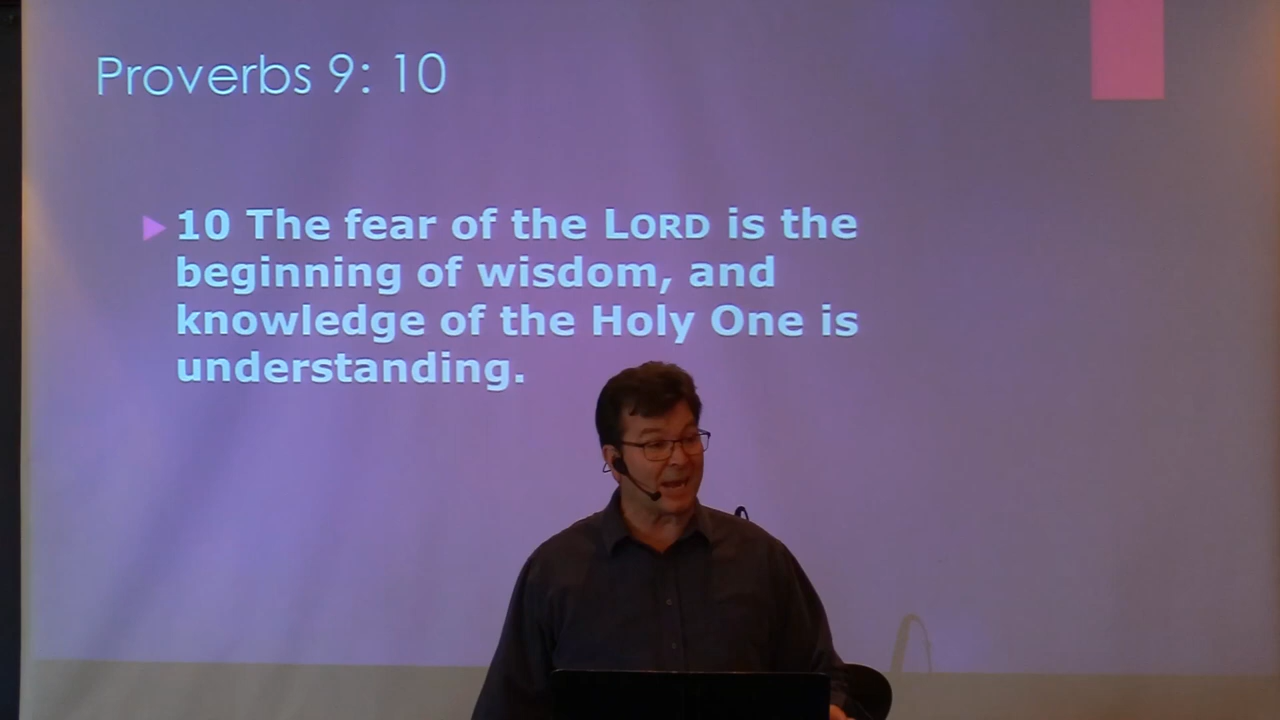 Proverbs 9: 10
10 The fear of the LORD is the
beginning of wisdom, and
knowledge of the Holy One is
understanding.